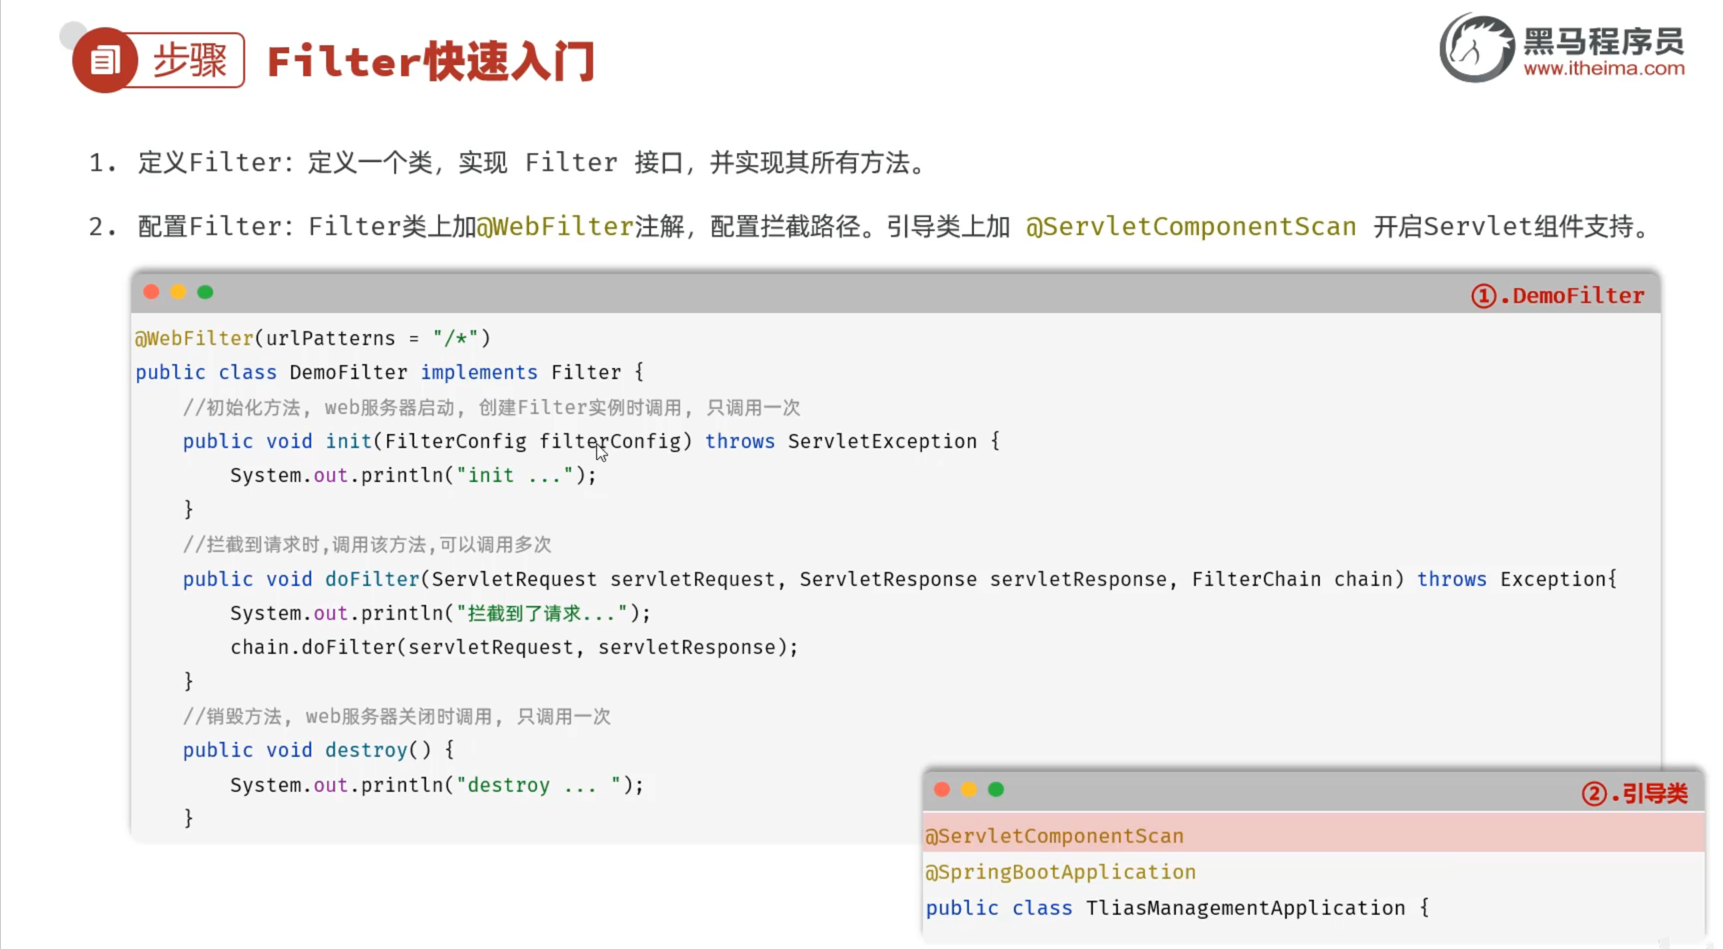 步骤 Filter快速入门
黑马程序员
www.itheima.com
1. 定义Filter：定义一个类，实现 Filter 接口，并实现其所有方法。
2. 配置Filter：Filter类上加@WebFilter注解，配置拦截路径。引导类上加 @ServletComponentScan 开启Servlet组件支持。
①.DemoFilter
@WebFilter(urlPatterns = "/*")
public class DemoFilter implements Filter {
    //初始化方法, web服务器启动, 创建Filter实例时调用, 只调用一次
    public void init(FilterConfig filterConfig) throws ServletException {
        System.out.println("init ...");
    }
    //拦截到请求时,调用该方法,可以调用多次
    public void doFilter(ServletRequest servletRequest, ServletResponse servletResponse, FilterChain chain) throws Exception{
        System.out.println("拦截到了请求...");
        chain.doFilter(servletRequest, servletResponse);
    }
    //销毁方法, web服务器关闭时调用, 只调用一次
    public void destroy() {
        System.out.println("destroy ... ");
    }
②.引导类
@ServletComponentScan
@SpringBootApplication
public class TliasManagementApplication {